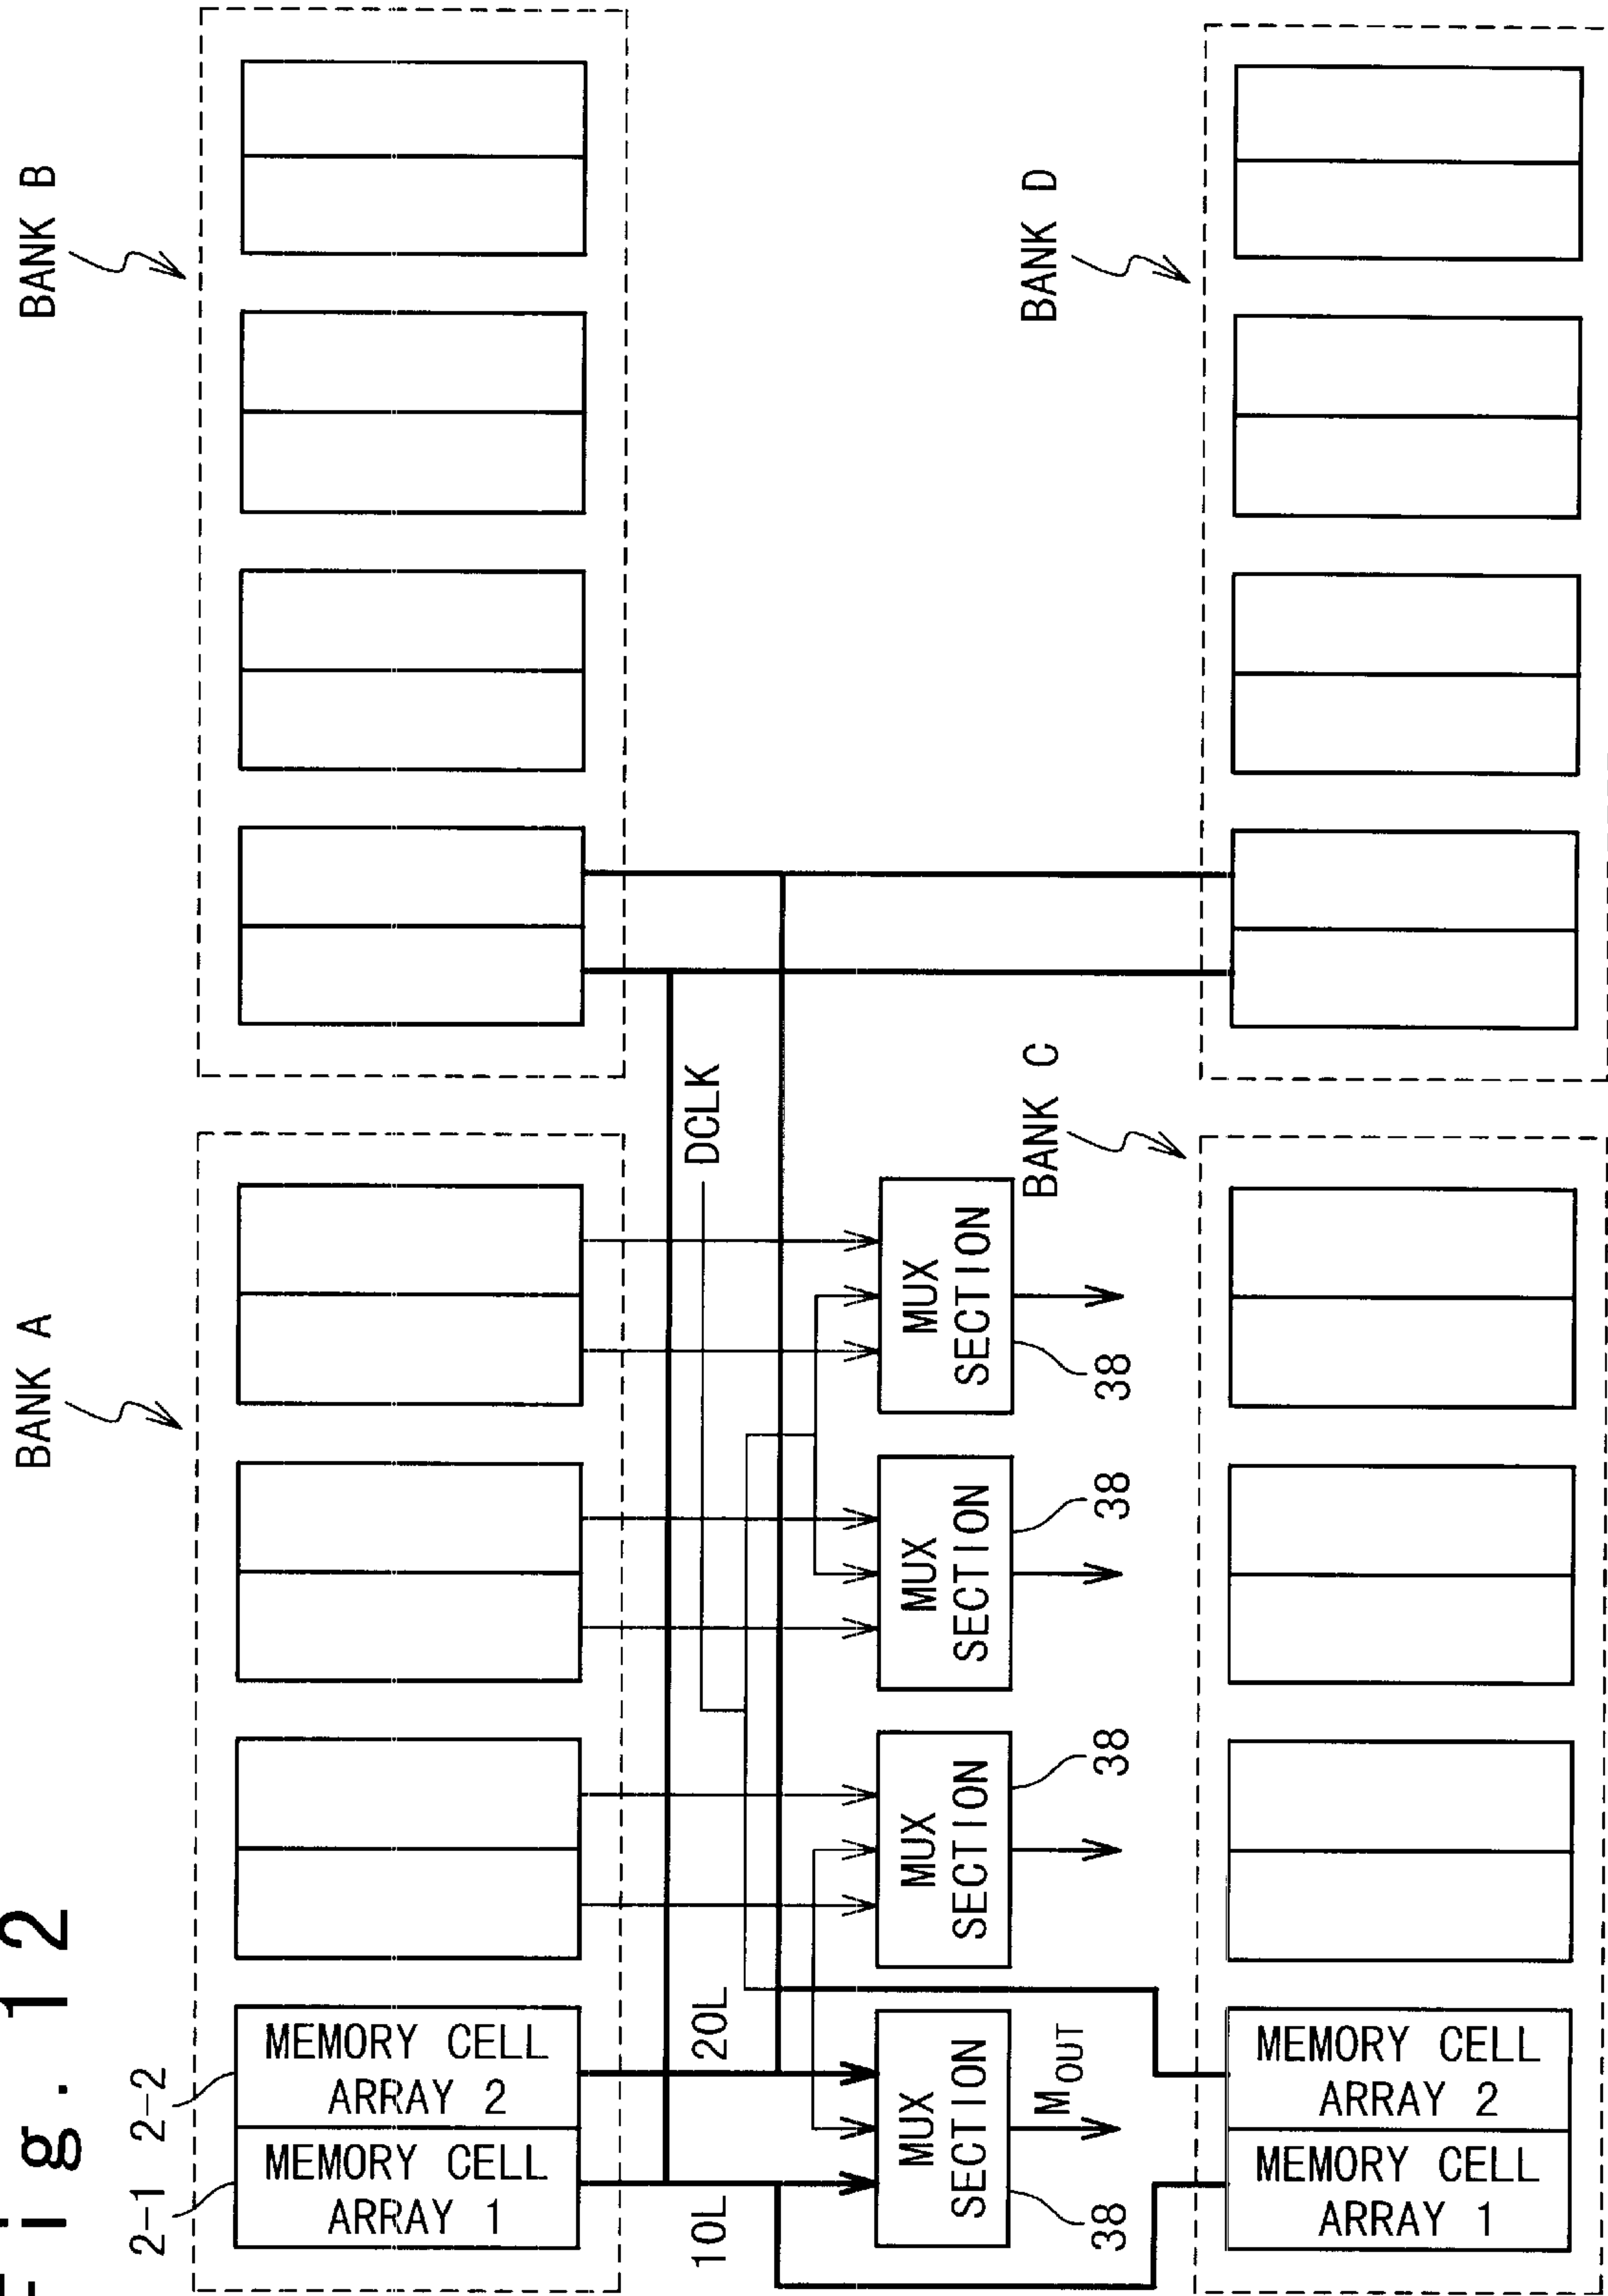 Fig. 12
BANK A
BANK B
2-1
2-2
MEMORY CELL
ARRAY 1
MEMORY CELL
ARRAY 2
10L
20L
DCLK
MUX
SECTION
MUX
SECTION
MUX
SECTION
MUX
SECTION
38
38
38
38
MOUT
BANK C
BANK D
MEMORY CELL
ARRAY 1
MEMORY CELL
ARRAY 2